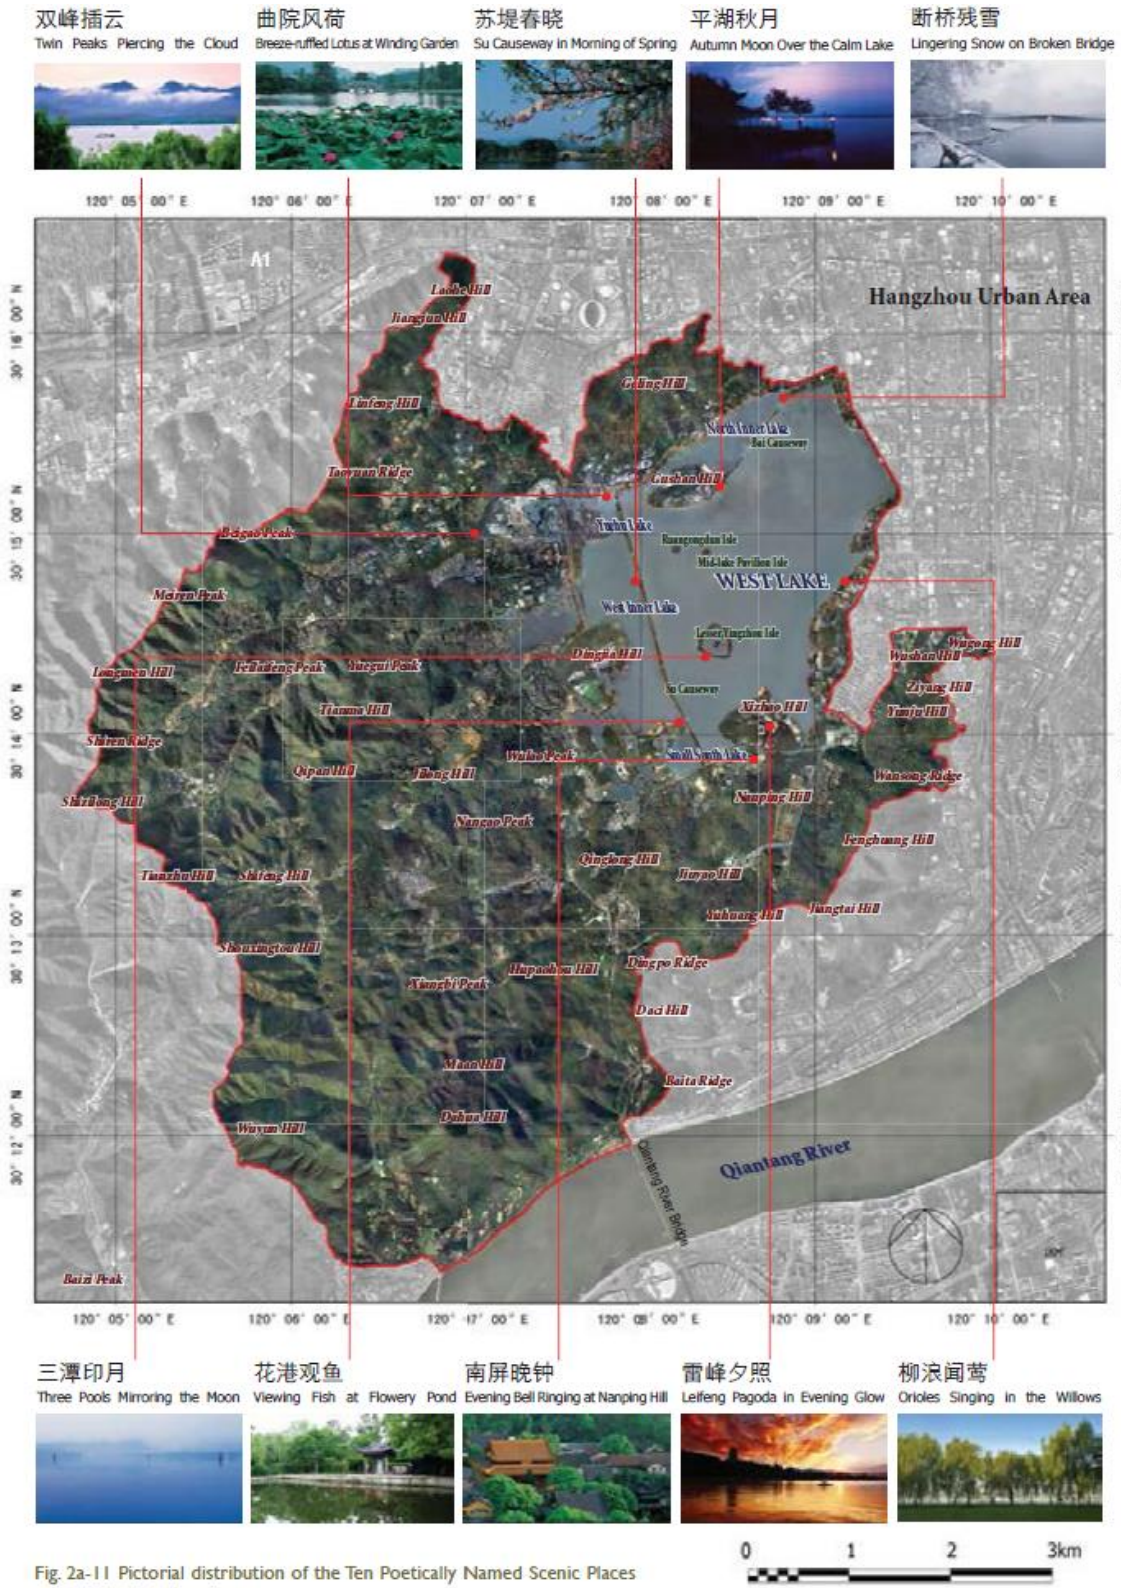 双峰插云
Twin Peaks Piercing the Cloud
曲院风荷
Breeze-ruffled Lotus at Winding Garden
苏堤春晓
Su Causeway in Morning of Spring
平湖秋月
Autumn Moon Over the Calm Lake
断桥残雪
Lingering Snow on Broken Bridge
120° 05′ 00″ E
120° 06′ 00″ E
120° 07′ 00″ E
120° 08′ 00″ E
120° 09′ 00″ E
120° 10′ 00″ E
A1
Laohe Hill
Hangzhou Urban Area
Jiangjun Hill
30° 16′ 00″ N
Geling Hill
Linfeng Hill
North Inner Lake
Bai Causeway
Taoyuan Ridge
Gushan Hill
30° 15′ 00″ N
Yuehu Lake
Beigao Peak
Ruangongdun Isle
Mid-lake Pavilion Isle
WEST LAKE
Meiren Peak
West Inner Lake
Lesser Yingzhou Isle
Wugong Hill
Dingjia Hill
Wushan Hill
Feilaifeng Peak
Yuegui Peak
Longmen Hill
Su Causeway
Ziyang Hill
30° 14′ 00″ N
Xizhao Hill
Tianma Hill
Yunju Hill
Shiren Ridge
Small South Lake
Qipan Hill
Jilong Hill
Wansong Ridge
Nanping Hill
Shizilong Hill
Nangao Peak
Fenghuang Hill
Qinglong Hill
Tianzhu Hill
Shifeng Hill
Jiuyao Hill
30° 13′ 00″ N
Yuhuang Hill
Jiangtai Hill
Shouxingtou Hill
Dingpo Ridge
Hupaohou Hill
Xiangbi Peak
Daci Hill
Maan Hill
Baita Ridge
Dahua Hill
30° 12′ 00″ N
Wuyun Hill
Qiantang River
Qiantang River Bridge
Baizi Peak
120° 05′ 00″ E
120° 06′ 00″ E
120° 09′ 00″ E
120° 10′ 00″ E
三潭印月
Three Pools Mirroring the Moon
花港观鱼
Viewing Fish at Flowery Pond
南屏晚钟
Evening Bell Ringing at Nanping Hill
雷峰夕照
Leifeng Pagoda in Evening Glow
柳浪闻莺
Orioles Singing in the Willows
0 1 2 3km
Fig. 2a-11 Pictorial distribution of the Ten Poetically Named Scenic Places